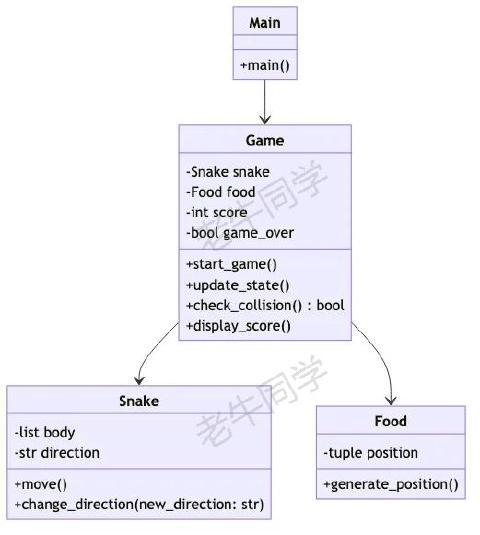 Main
+main()
Game
-Snake snake
-Food food
-int score
-bool game_over
+start_game()
+update_state()
+check_collision() : bool
+display_score()
老牛同学
Snake
-list body
-str direction
+move()
+change_direction(new_direction: str)
老牛同学
Food
-tuple position
+generate_position()